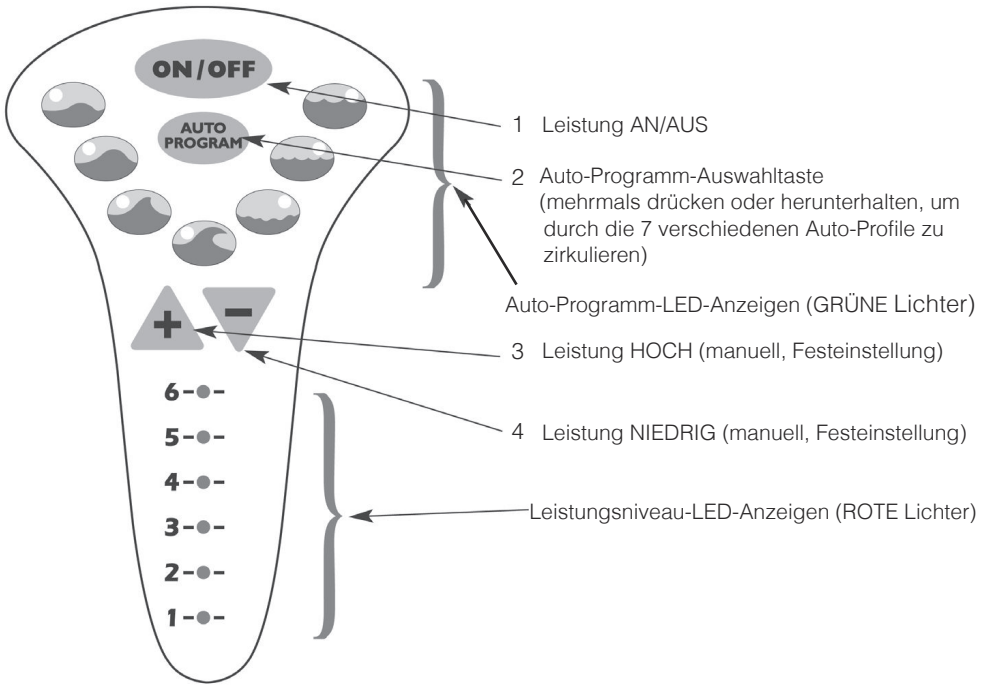 ON/OFF
AUTO
PROGRAM
1 Leistung AN/AUS
2 Auto-Programm-Auswahltaste
(mehrmals drücken oder herunterhalten, um
durch die 7 verschiedenen Auto-Profile zu
zirkulieren)
Auto-Programm-LED-Anzeigen (GRÜNE Lichter)
+
-
3 Leistung HOCH (manuell, Festeinstellung)
4 Leistung NIEDRIG (manuell, Festeinstellung)
6--
5--
4--
3--
2--
1--
Leistungsniveau-LED-Anzeigen (ROTE Lichter)